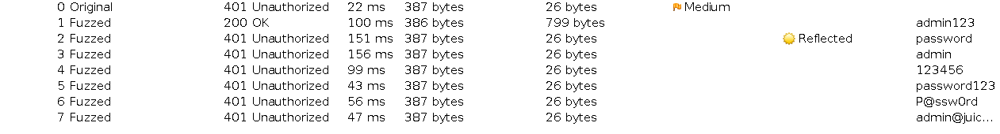 0 Original 401 Unauthorized 22 ms 387 bytes 26 bytes Medium
1 Fuzzed 200 OK 100 ms 386 bytes 799 bytes admin123
2 Fuzzed 401 Unauthorized 151 ms 387 bytes 26 bytes Reflected password
3 Fuzzed 401 Unauthorized 156 ms 387 bytes 26 bytes admin
4 Fuzzed 401 Unauthorized 99 ms 387 bytes 26 bytes 123456
5 Fuzzed 401 Unauthorized 43 ms 387 bytes 26 bytes password123
6 Fuzzed 401 Unauthorized 56 ms 387 bytes 26 bytes P@ssw0rd
7 Fuzzed 401 Unauthorized 47 ms 387 bytes 26 bytes admin@juic...